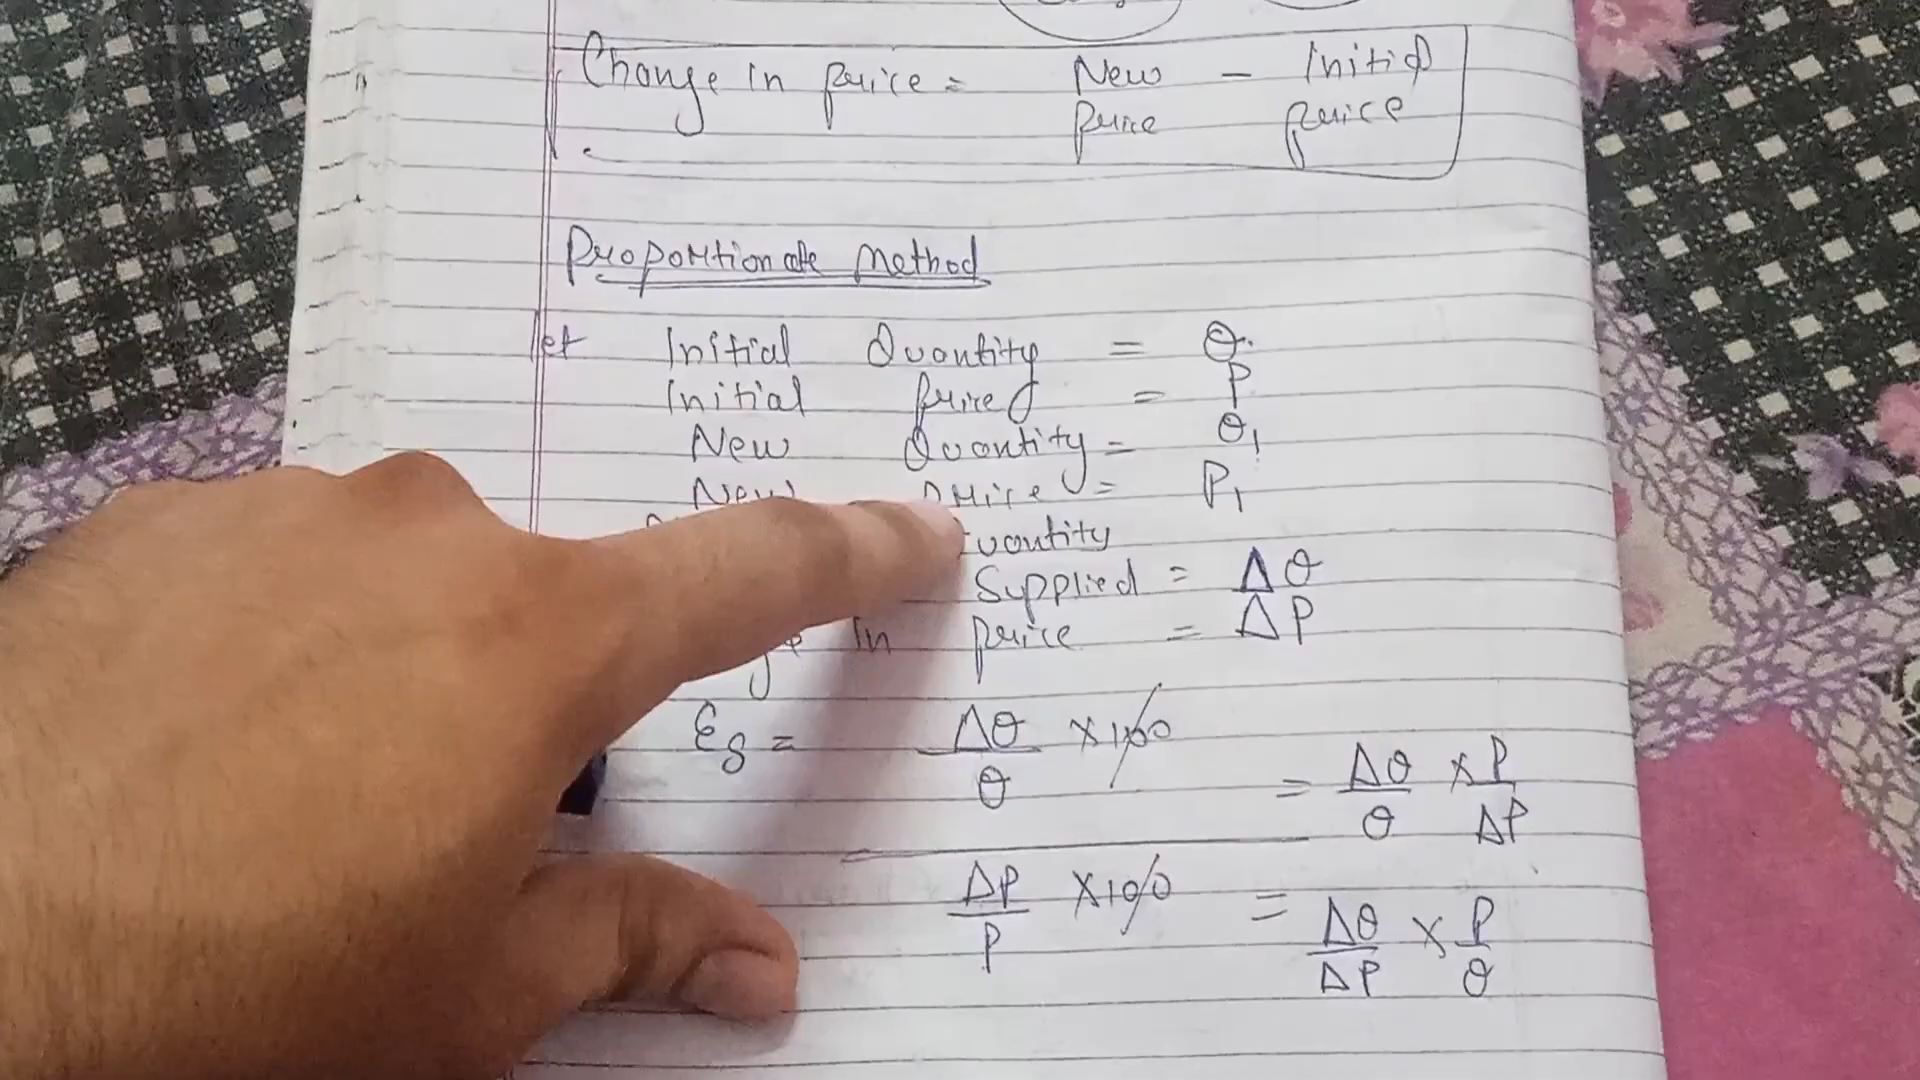 Change in price = New - Initial
price price
Proportionate Method
let Initial Quantity = Q.
Initial price = P
New Quantity = Q1
New price = P1
Quantity
Supplied = ΔQ
in price = ΔP
Es = ΔQ/Q × 100
= ΔQ/Q × P/ΔP
ΔP/P × 100 = ΔQ/ΔP × P/Q